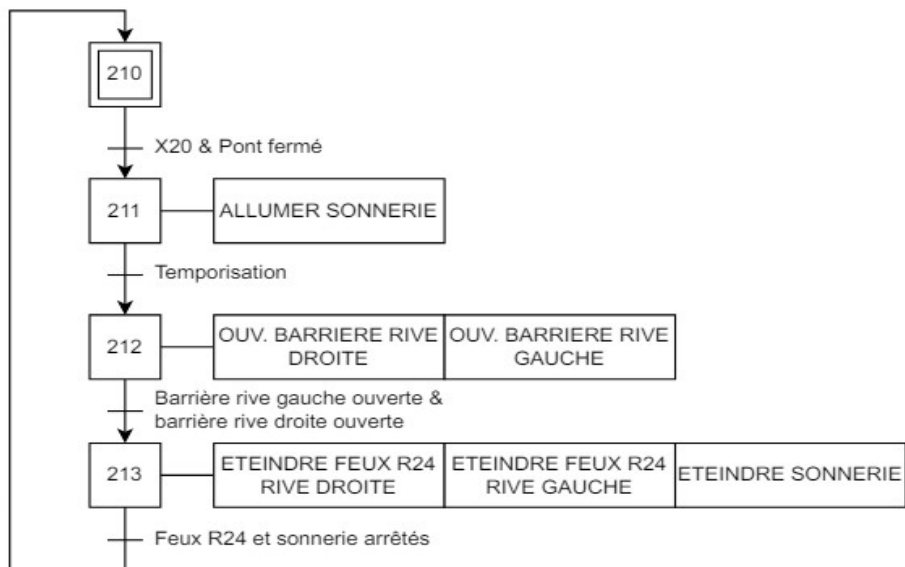 210
X20 & Pont fermé
211
ALLUMER SONNERIE
Temporisation
212
OUV. BARRIERE RIVE
DROITE
OUV. BARRIERE RIVE
GAUCHE
Barrière rive gauche ouverte &
barrière rive droite ouverte
213
ETEINDRE FEUX R24
RIVE DROITE
ETEINDRE FEUX R24
RIVE GAUCHE
ETEINDRE SONNERIE
Feux R24 et sonnerie arrêtés